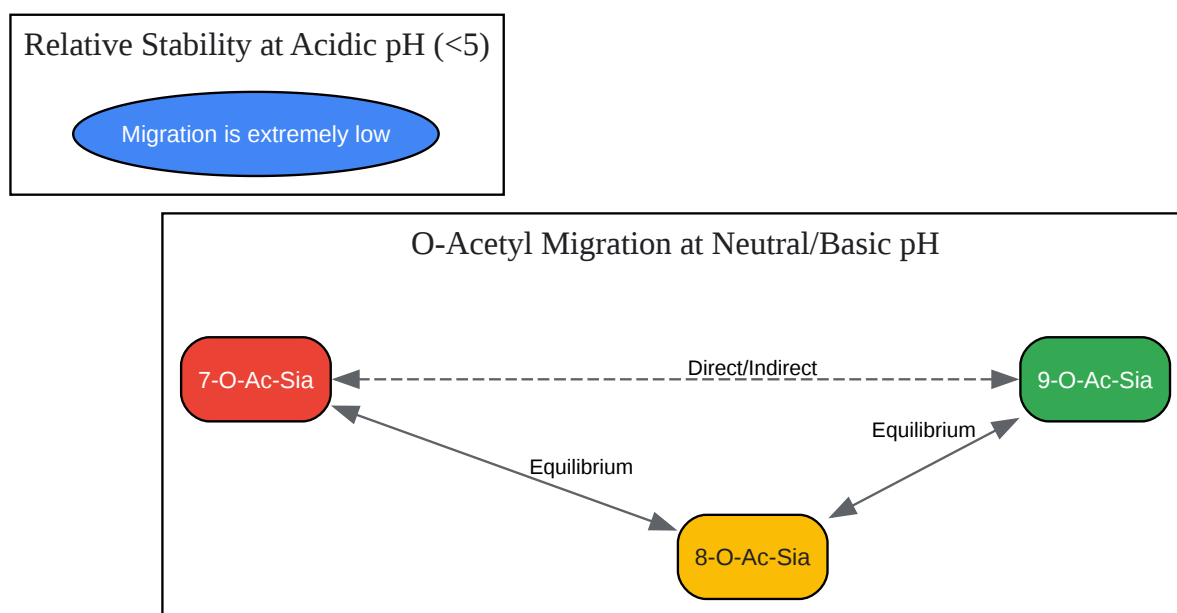 Relative Stability at Acidic pH (<5)
Migration is extremely low
O-Acetyl Migration at Neutral/Basic pH
Direct/Indirect
7-O-Ac-Sia
9-O-Ac-Sia
Equilibrium
Equilibrium
8-O-Ac-Sia